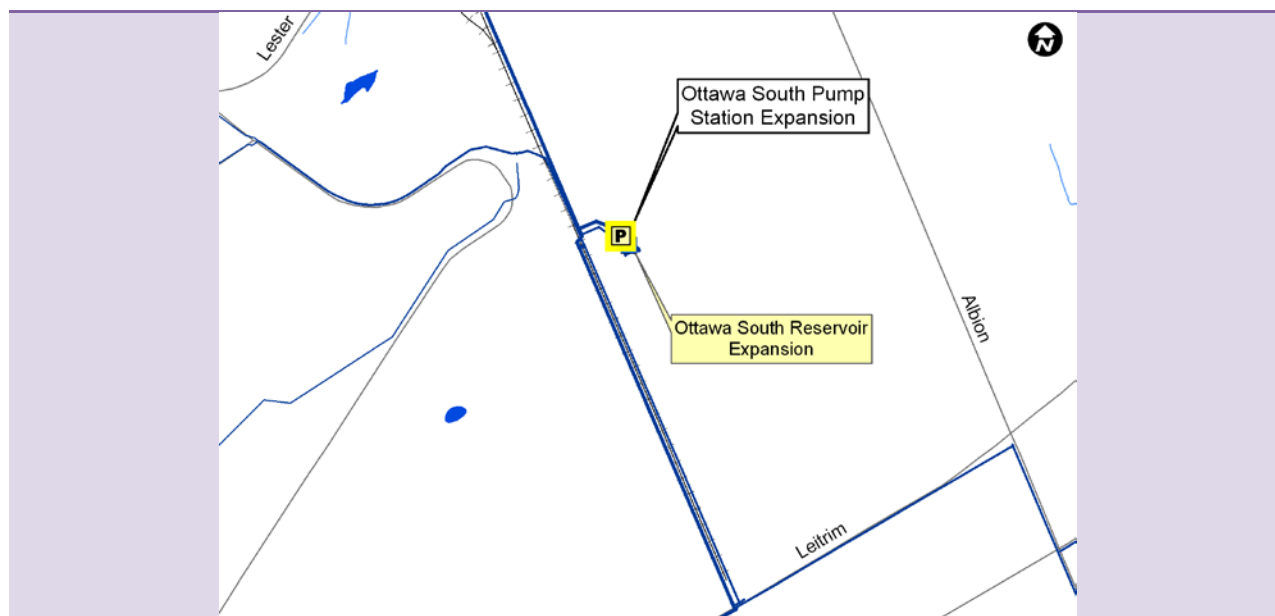 Lester
N
Ottawa South Pump
Station Expansion
P
Albion
Ottawa South Reservoir
Expansion
Leitrim